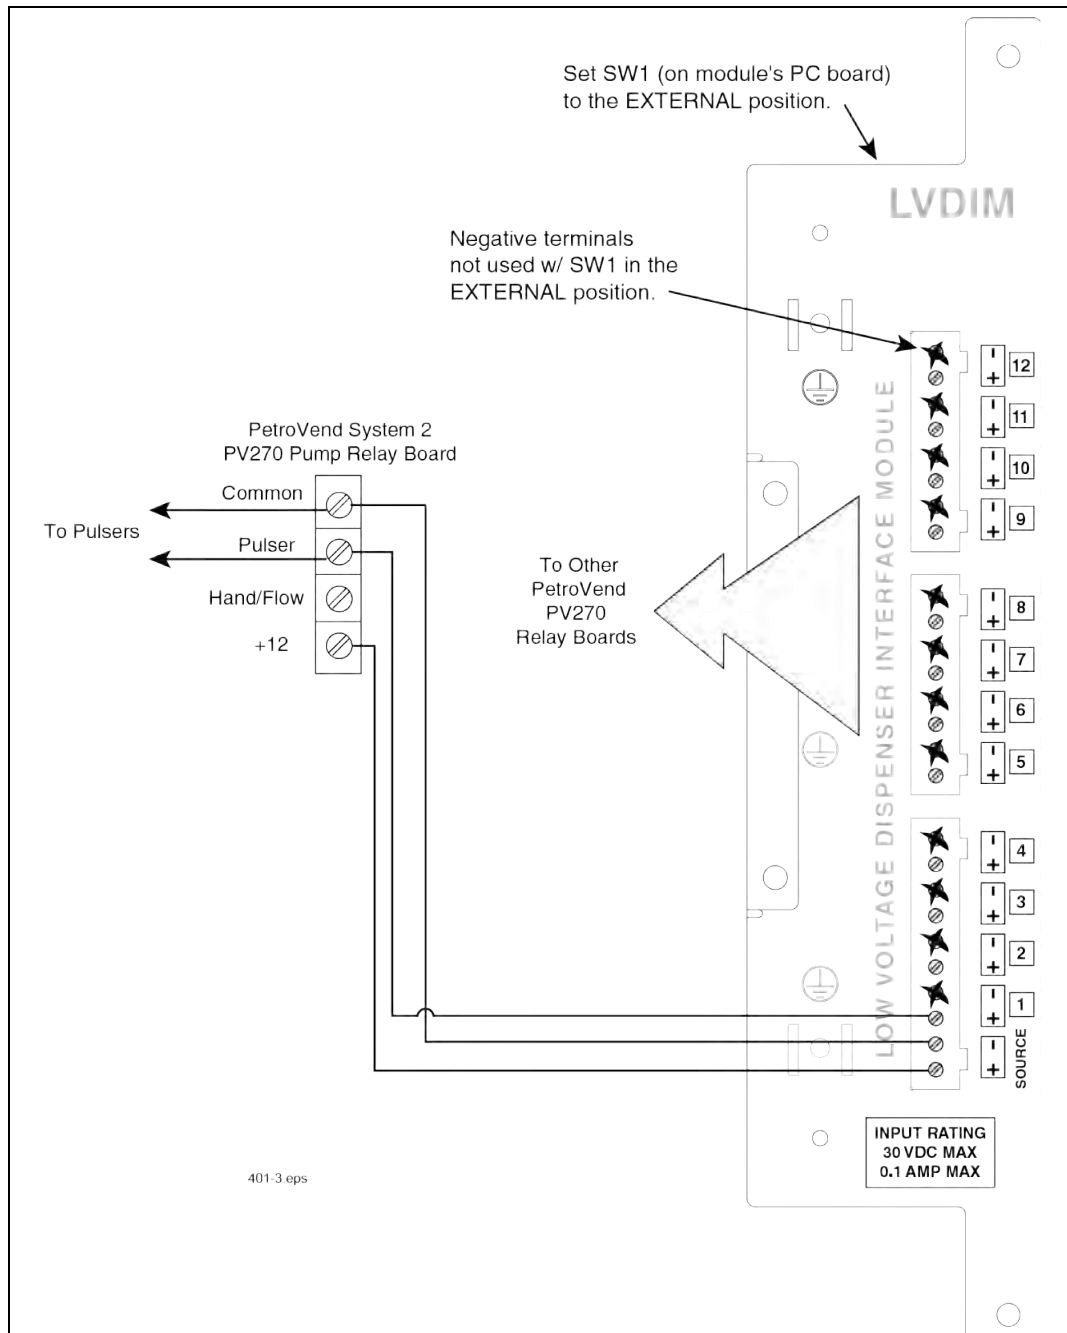 Set SW1 (on module's PC board)
to the EXTERNAL position.
LVDIM
Negative terminals
not used w/ SW1 in the
EXTERNAL position.
LOW VOLTAGE DISPENSER INTERFACE MODULE
-
+
12
-
+
11
-
+
10
-
+
9
-
+
8
-
+
7
-
+
6
-
+
5
-
+
4
-
+
3
-
+
2
-
+
1
-
+
SOURCE
PetroVend System 2
PV270 Pump Relay Board
Common
To Pulsers
Pulser
Hand/Flow
+12
To Other
PetroVend
PV270
Relay Boards
INPUT RATING
30 VDC MAX
0.1 AMP MAX
401-3.eps